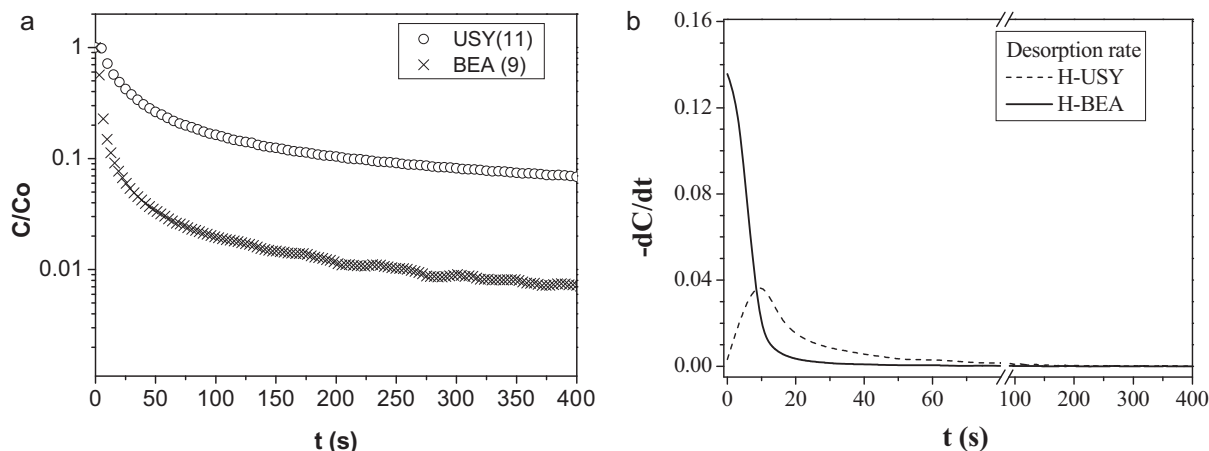 a
C/Co
1
0.1
0.01
0 50 100 150 200 250 300 350 400
t (s)
USY(11)
BEA (9)
b
-dC/dt
0.16
0.12
0.08
0.04
0.00
0 20 40 60 100 200 300 400
t (s)
Desorption rate
H-USY
H-BEA